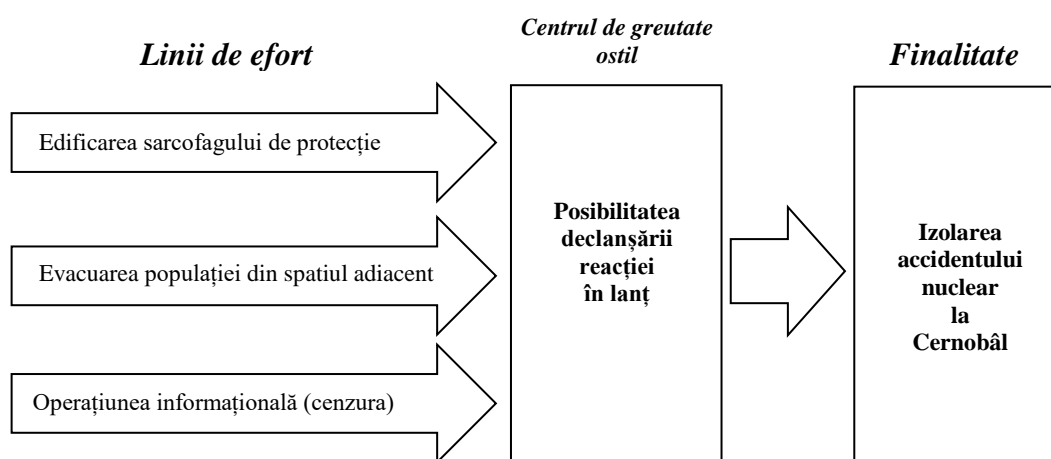 Linii de efort
Centrul de greutate
ostil
Finalitate
Edificarea sarcofagului de protecție
Evacuarea populației din spatiul adiacent
Operațiunea informațională (cenzura)
Posibilitatea
declanșării
reacției
în lanț
Izolarea
accidentului
nuclear
la
Cernobâl